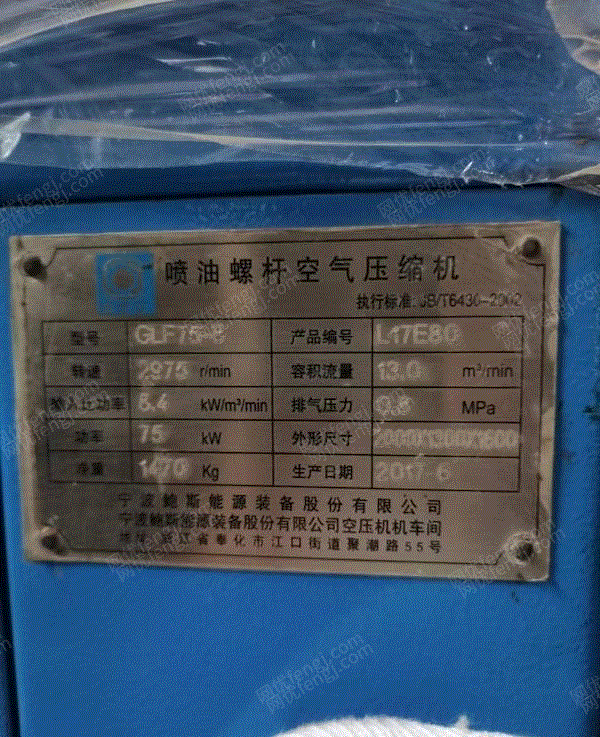 喷油螺杆空气压缩机
执行标准: JB/T6430-2002
型号 GLF75-8 产品编号 L17E80
转速 2975 r/min 容积流量 13.0 m³/min
输入比功率 6.4 kW/m³/min 排气压力 0.8 MPa
功率 75 kW 外形尺寸
净重 1470 Kg 生产日期 2017.6
宁波鲍斯能源装备股份有限公司
宁波鲍斯能源装备股份有限公司空压机机车间
地址: 浙江省奉化市江口街道聚潮路55号